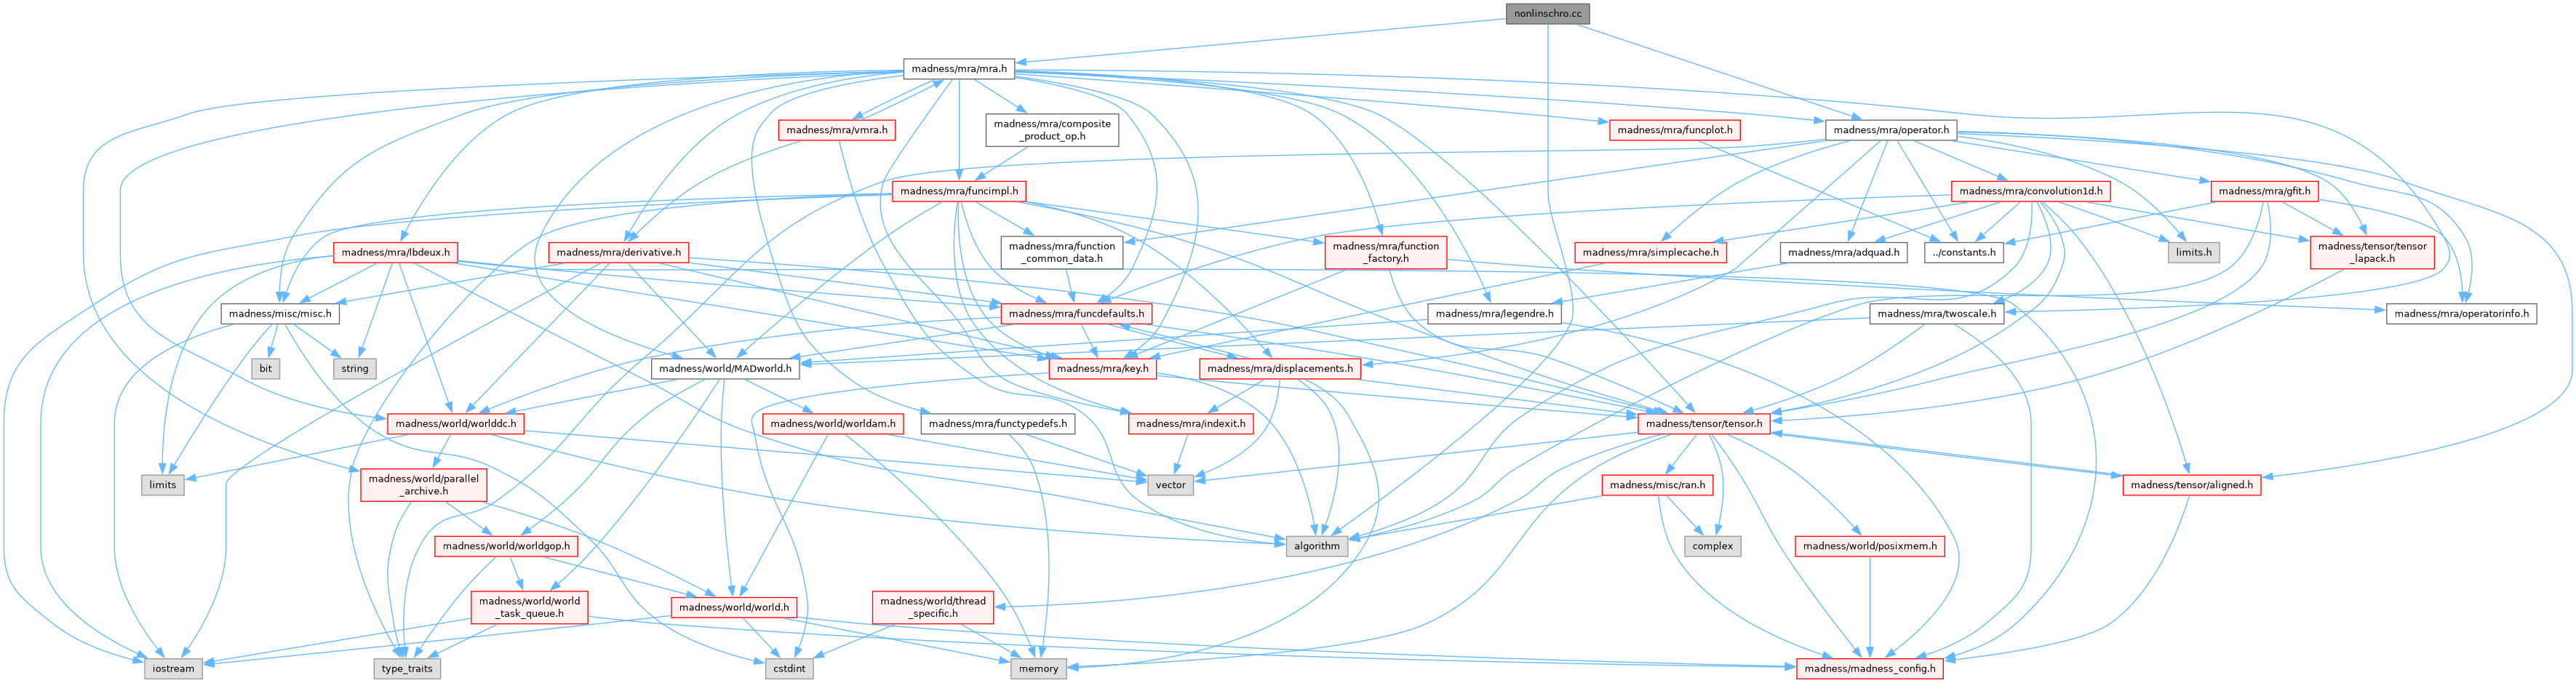 nonlinschro.cc
madness/mra/mra.h
madness/mra/vmra.h
madness/mra/composite
_product_op.h
madness/mra/funcplot.h
madness/mra/operator.h
madness/mra/funcimpl.h
madness/mra/convolution1d.h
madness/mra/gfit.h
madness/mra/lbdeux.h
madness/mra/derivative.h
madness/mra/function
_common_data.h
madness/mra/function
_factory.h
madness/mra/simplecache.h
madness/mra/adquad.h
../constants.h
limits.h
madness/tensor/tensor
_lapack.h
madness/misc/misc.h
madness/mra/funcdefaults.h
madness/mra/legendre.h
madness/mra/twoscale.h
madness/mra/operatorinfo.h
bit
string
madness/world/MADworld.h
madness/mra/key.h
madness/mra/displacements.h
madness/world/worlddc.h
madness/world/worldam.h
madness/mra/functypedefs.h
madness/mra/indexit.h
madness/tensor/tensor.h
limits
madness/world/parallel
_archive.h
vector
madness/misc/ran.h
madness/tensor/aligned.h
madness/world/worldgop.h
algorithm
complex
madness/world/posixmem.h
madness/world/world
_task_queue.h
madness/world/world.h
madness/world/thread
_specific.h
iostream
type_traits
cstdint
memory
madness/madness_config.h